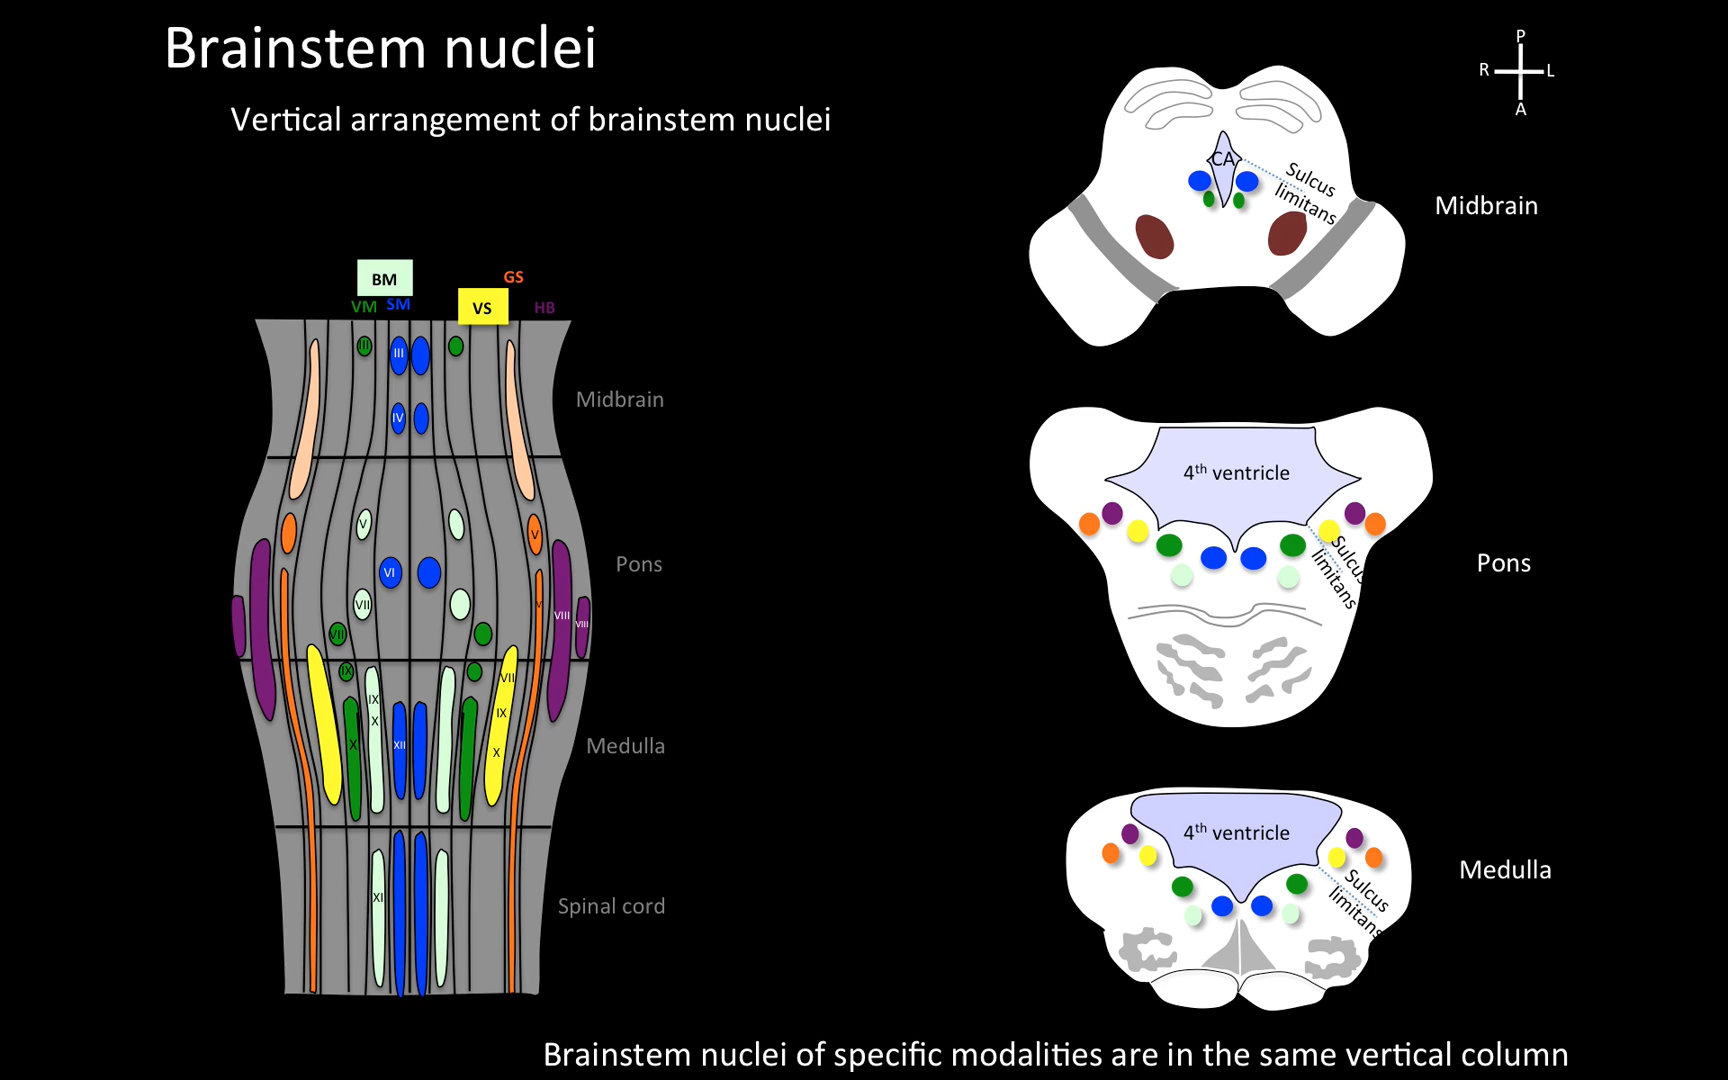 Brainstem nuclei
Vertical arrangement of brainstem nuclei
P
R L
A
BM
GS
VM SM
VS
HB
III
III
IV
Midbrain
V
V
VI
Pons
VII
V
VIII
VIII
VII
IX
VII
IX
IX
X
X
XII
X
Medulla
XI
Spinal cord
CA
Sulcus
limitans
Midbrain
4th ventricle
Sulcus
limitans
Pons
4th ventricle
Sulcus
limitans
Medulla
Brainstem nuclei of specific modalities are in the same vertical column